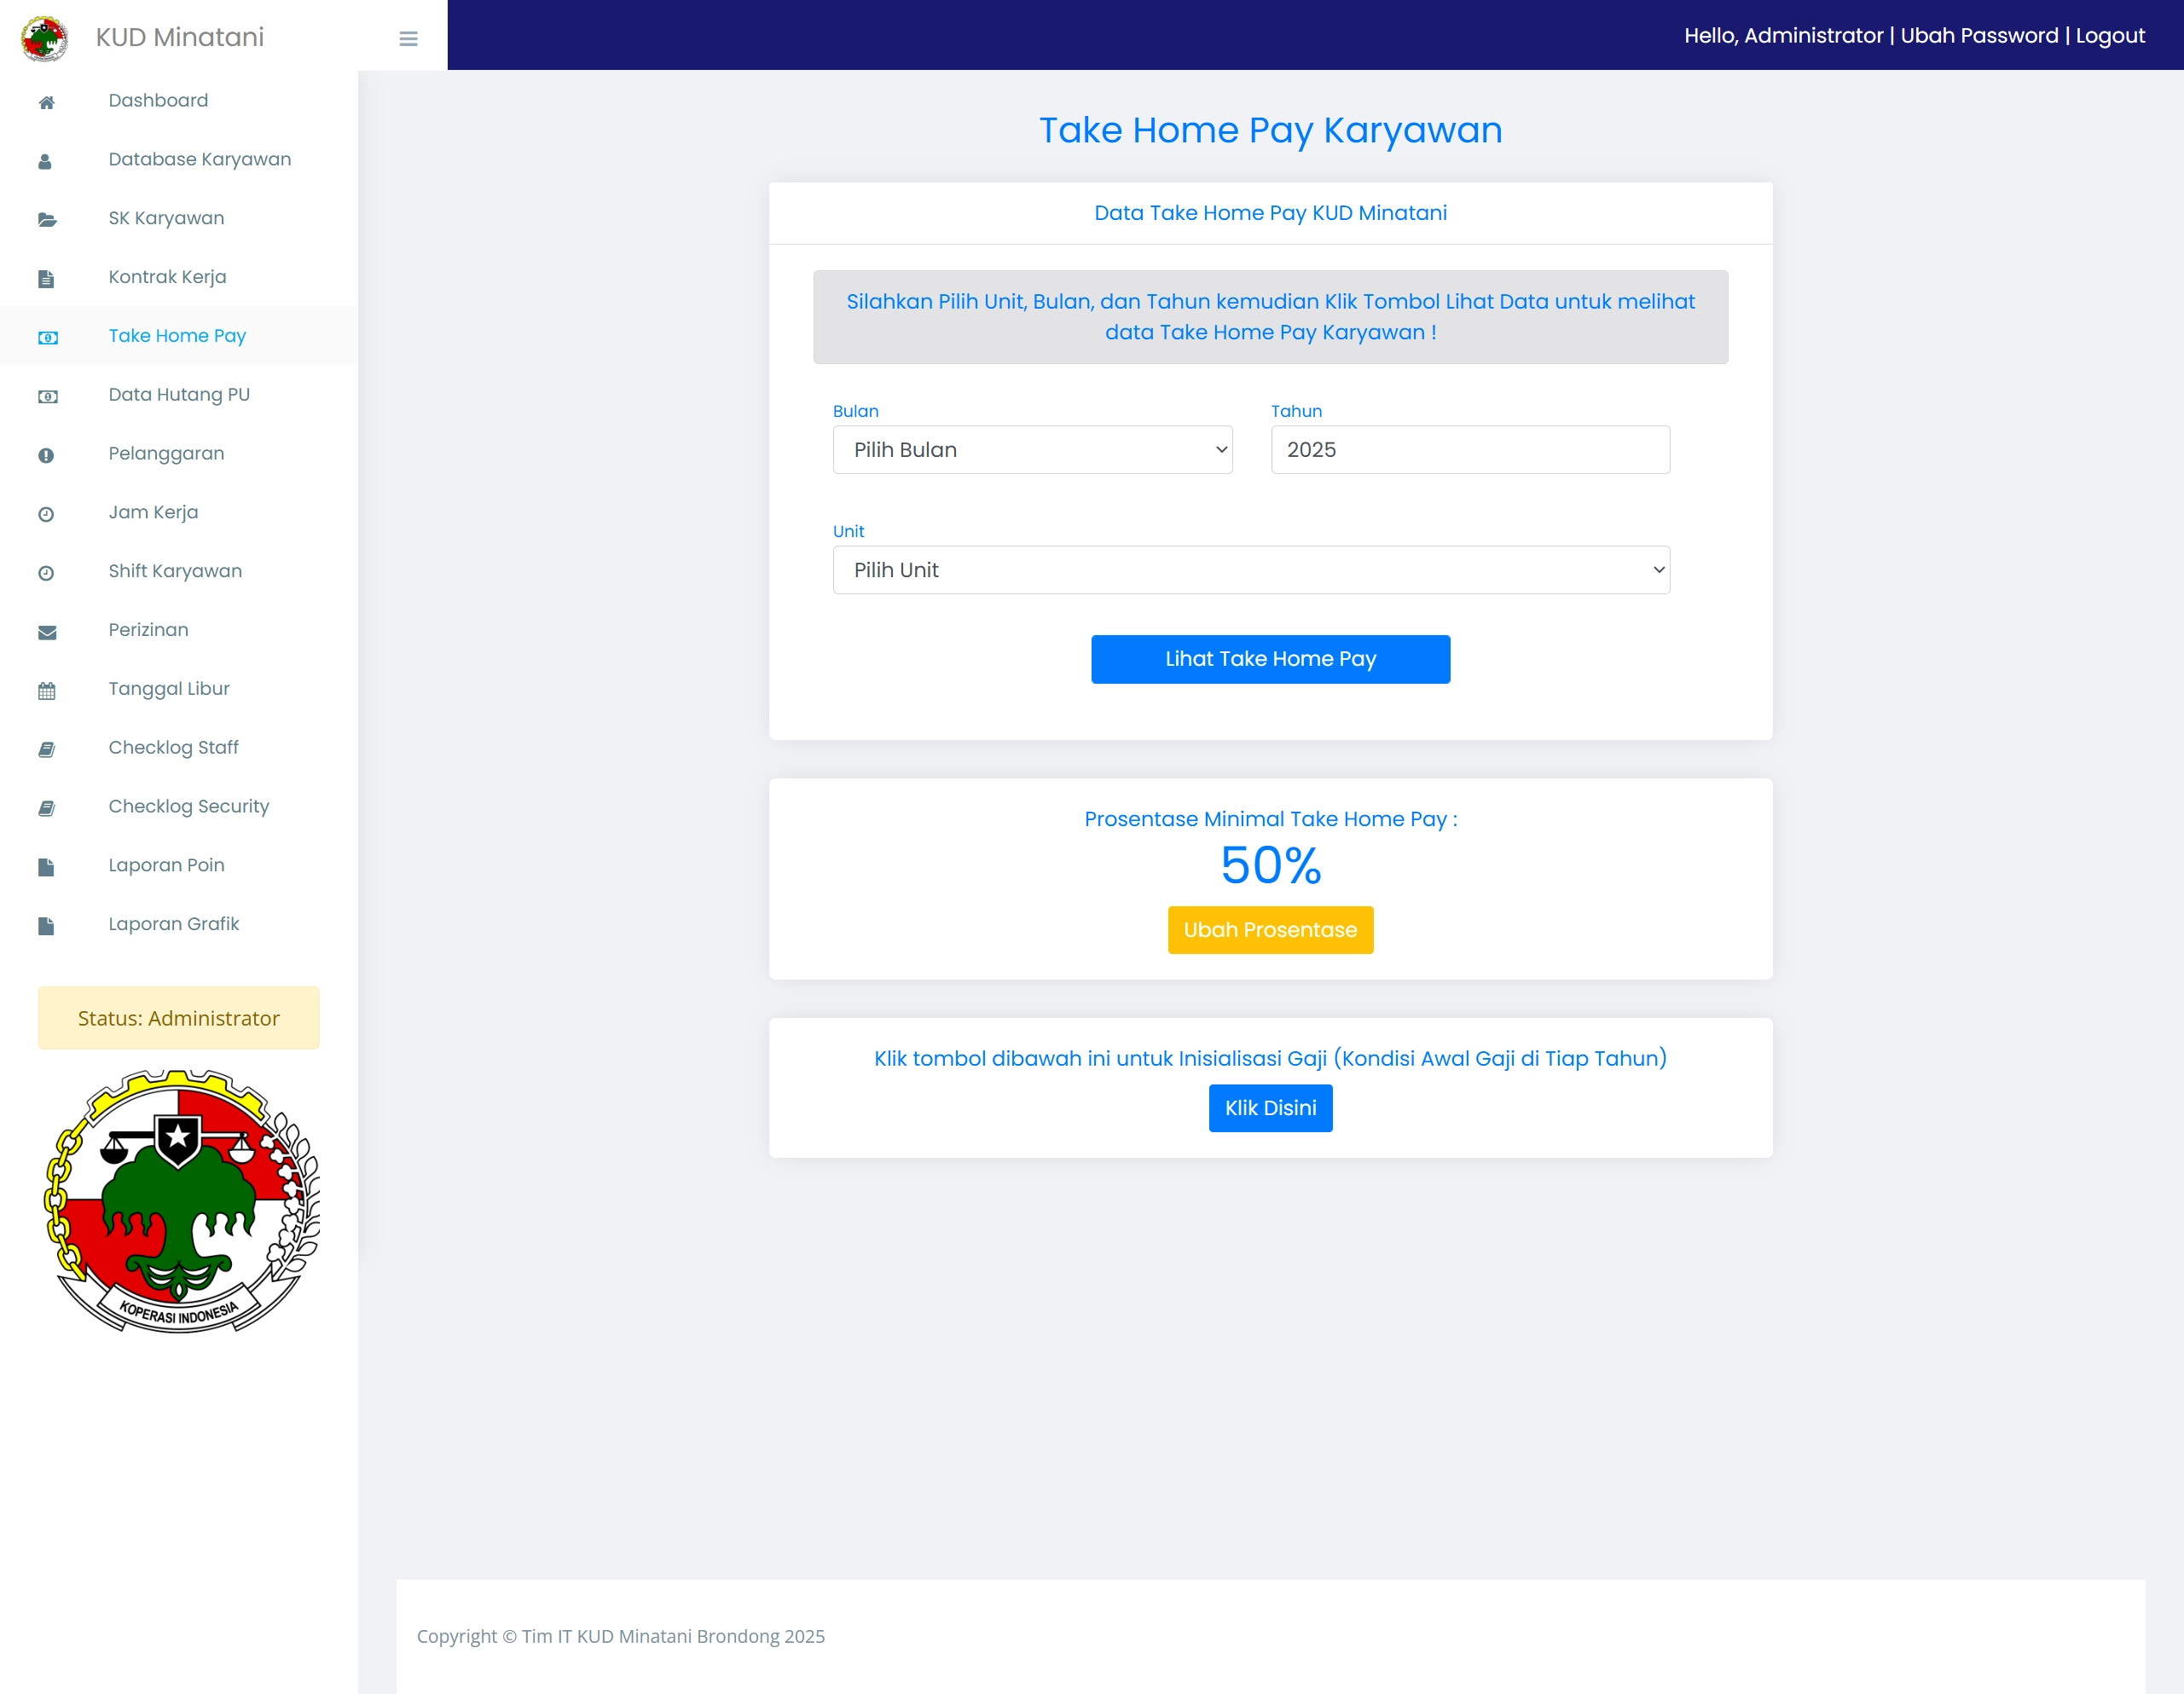 KUD Minatani
Hello, Administrator | Ubah Password | Logout
Dashboard
Database Karyawan
SK Karyawan
Kontrak Kerja
Take Home Pay
Data Hutang PU
Pelanggaran
Jam Kerja
Shift Karyawan
Perizinan
Tanggal Libur
Checklog Staff
Checklog Security
Laporan Poin
Laporan Grafik
Status: Administrator
KOPERASI INDONESIA
Take Home Pay Karyawan
Data Take Home Pay KUD Minatani
Silahkan Pilih Unit, Bulan, dan Tahun kemudian Klik Tombol Lihat Data untuk melihat
data Take Home Pay Karyawan !
Bulan
Tahun
Pilih Bulan
2025
Unit
Pilih Unit
Lihat Take Home Pay
Prosentase Minimal Take Home Pay :
50%
Ubah Prosentase
Klik tombol dibawah ini untuk Inisialisasi Gaji (Kondisi Awal Gaji di Tiap Tahun)
Klik Disini
Copyright © Tim IT KUD Minatani Brondong 2025